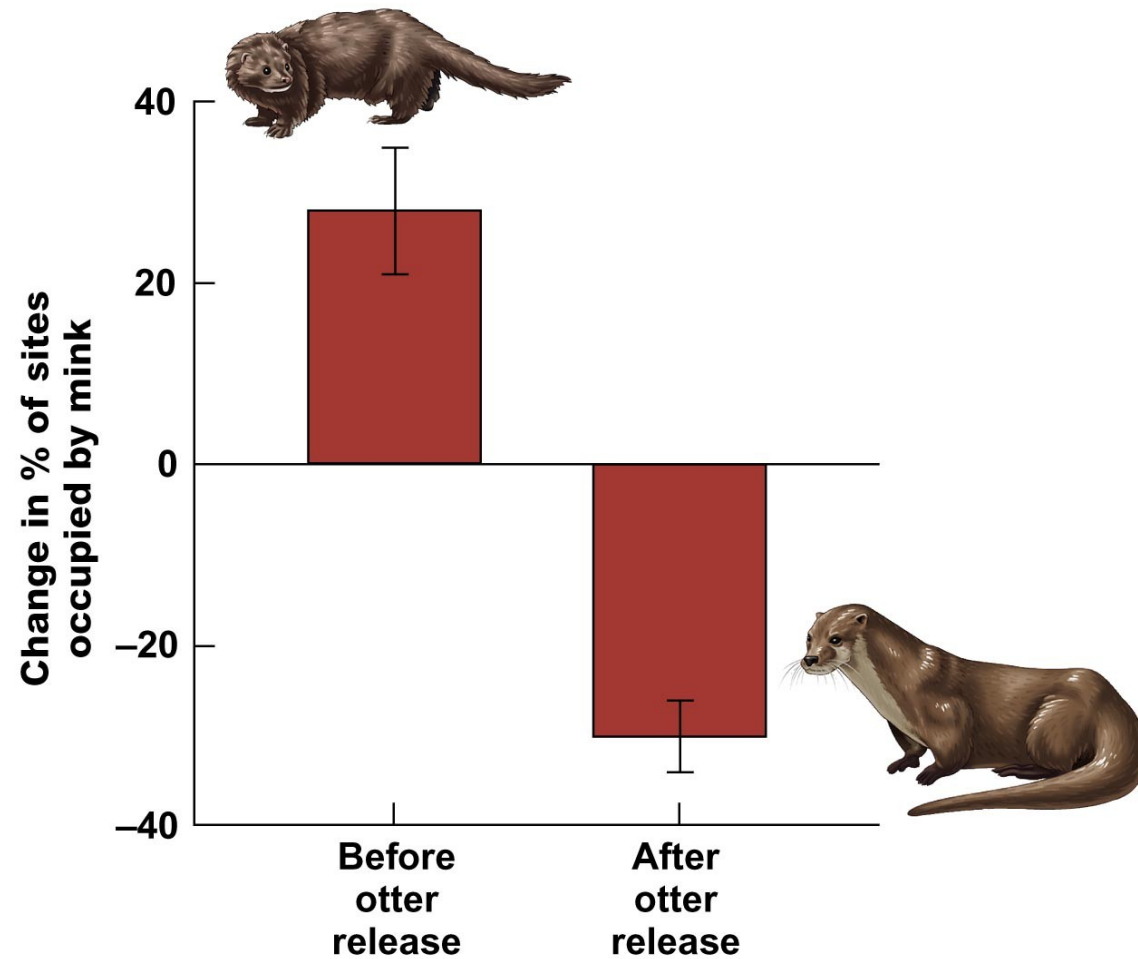 Change in % of sites
occupied by mink
40
20
0
–20
–40
Before
otter
release
After
otter
release